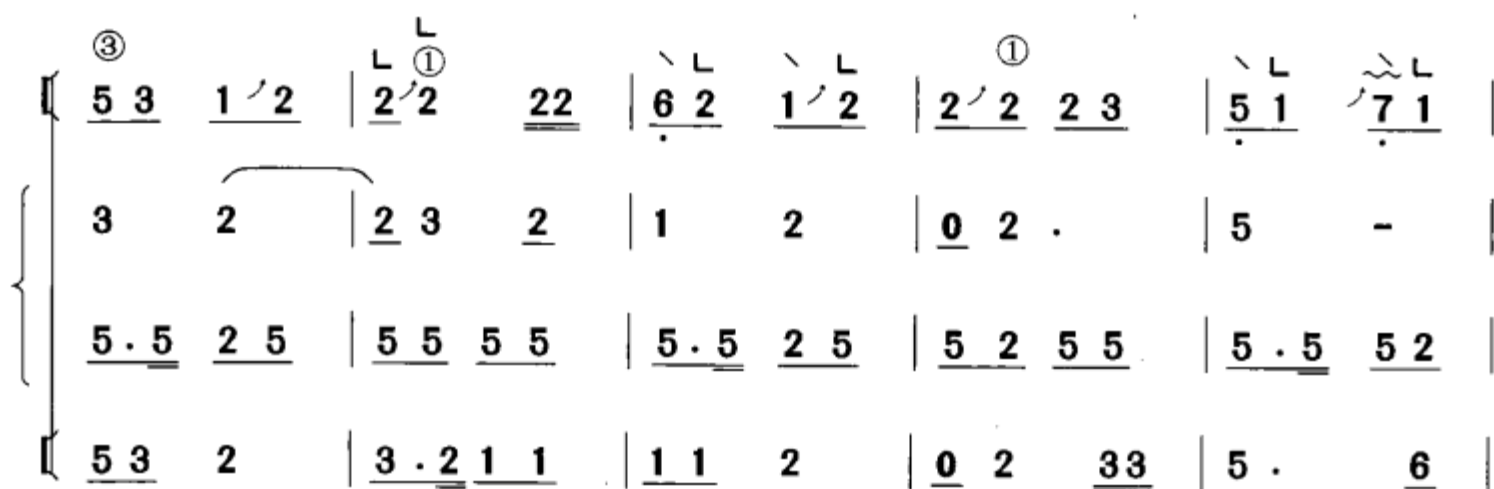 ③ ①
5 3 1 2 | 2 2 22 | 6 2 1 2 | 2 2 2 3 | 5 1 7 1 |
①
3 2 | 2 3 2 | 1 2 | 0 2 . | 5 - |
5 . 5 2 5 | 5 5 5 5 | 5 . 5 2 5 | 5 2 5 5 | 5 . 5 5 2 |
5 3 2 | 3 . 2 1 1 | 1 1 2 | 0 2 33 | 5 . 6 |